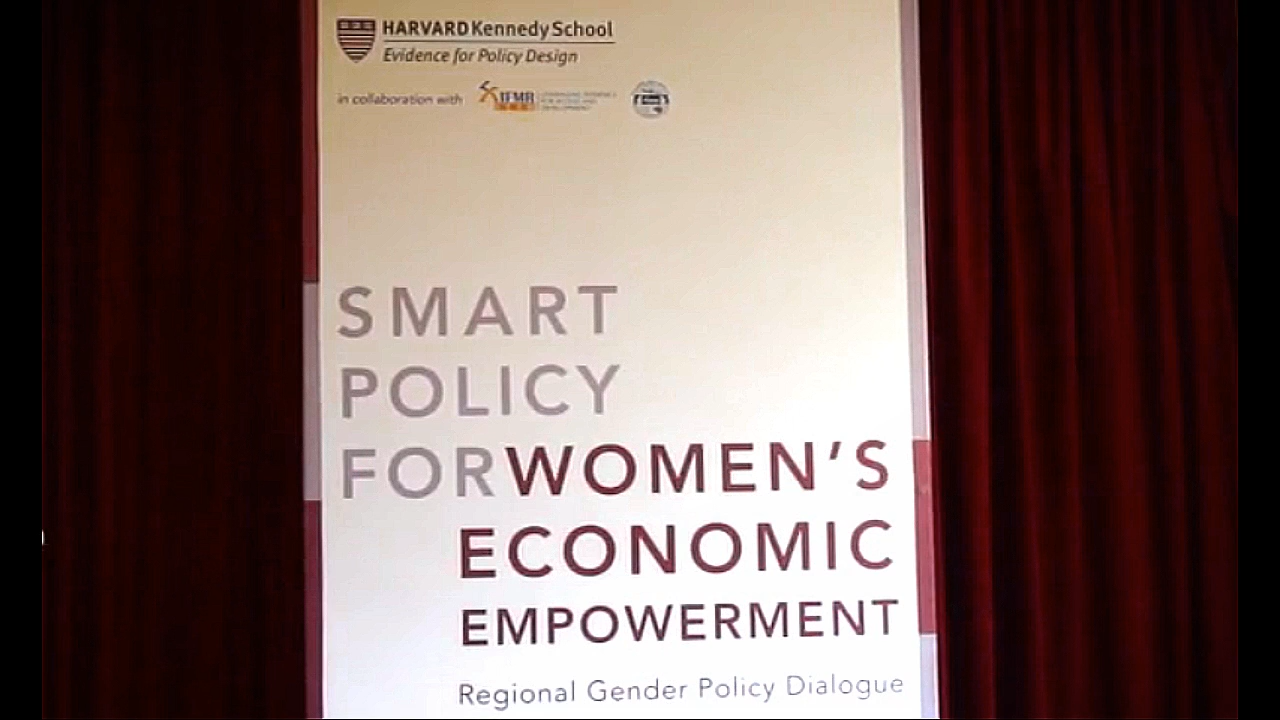 HARVARD Kennedy School
Evidence for Policy Design
in collaboration with IFMR
SMART
POLICY
FOR WOMEN'S
ECONOMIC
EMPOWERMENT
Regional Gender Policy Dialogue